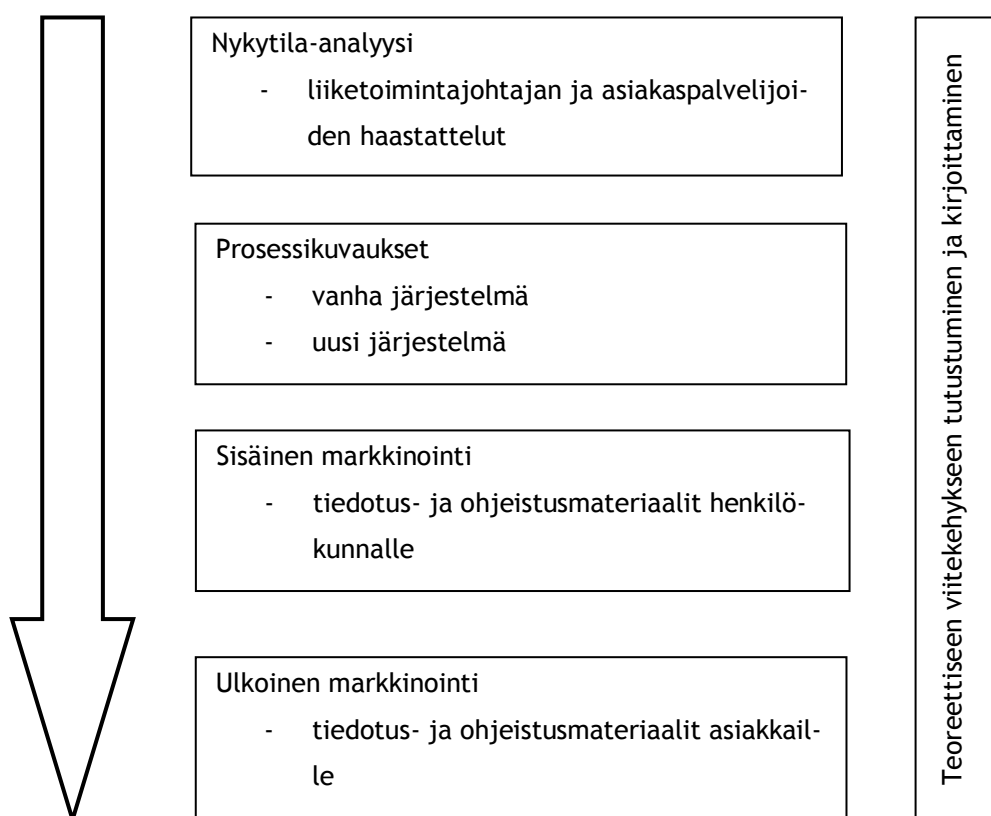 Nykytila-analyysi
- liiketoimintajohtajan ja asiakaspalvelijoi-
den haastattelut
Prosessikuvaukset
- vanha järjestelmä
- uusi järjestelmä
Sisäinen markkinointi
- tiedotus- ja ohjeistusmateriaalit henkilö-
kunnalle
Ulkoinen markkinointi
- tiedotus- ja ohjeistusmateriaalit asiakkail-
le
Teoreettiseen viitekehykseen tutustuminen ja kirjoittaminen